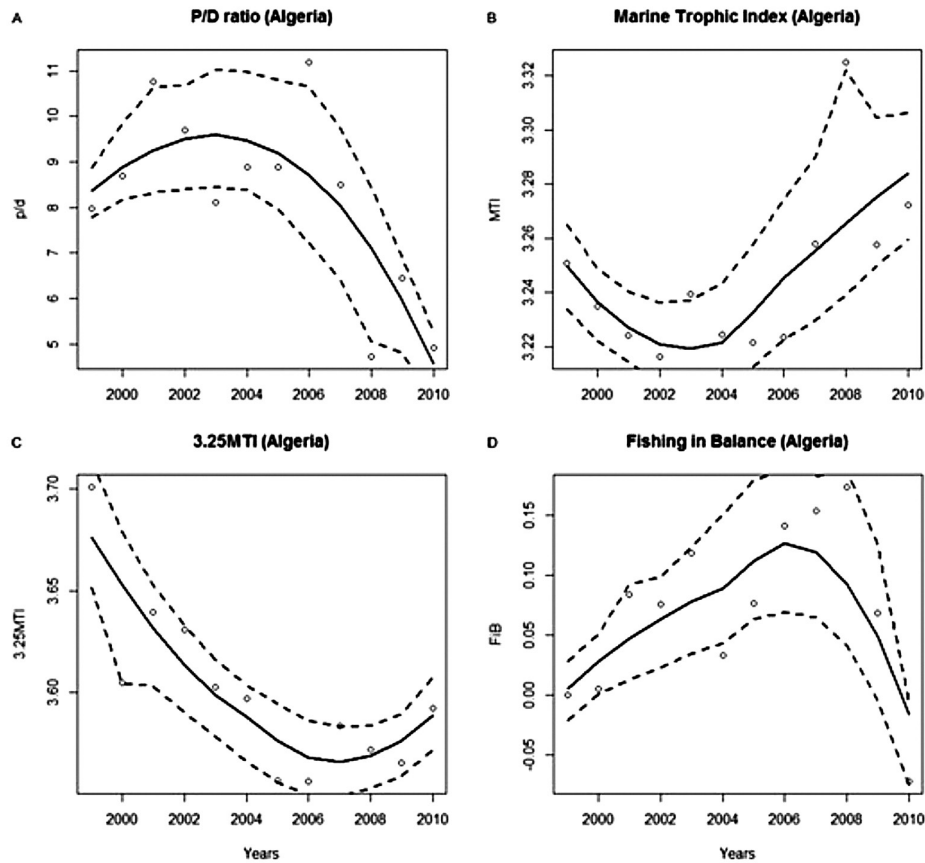 A
P/D ratio (Algeria)
p/d
11
10
9
8
7
6
5
2000 2002 2004 2006 2008 2010
B
Marine Trophic Index (Algeria)
MTI
3.32
3.30
3.28
3.26
3.24
3.22
2000 2002 2004 2006 2008 2010
C
3.25MTI (Algeria)
3.25MTI
3.70
3.65
3.60
2000 2002 2004 2006 2008 2010
Years
D
Fishing in Balance (Algeria)
FiB
0.15
0.10
0.05
0.00
-0.05
2000 2002 2004 2006 2008 2010
Years